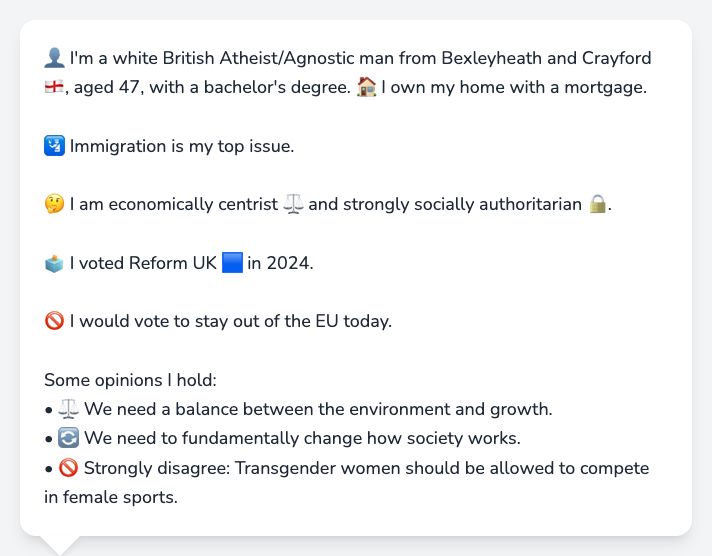 👤 I'm a white British Atheist/Agnostic man from Bexleyheath and Crayford
🏴󠁧󠁢󠁥󠁮󠁧󠁿, aged 47, with a bachelor's degree. 🏠 I own my home with a mortgage.
🛂 Immigration is my top issue.
🤔 I am economically centrist ⚖️ and strongly socially authoritarian 🔒.
🗳️ I voted Reform UK 🟦 in 2024.
🚫 I would vote to stay out of the EU today.
Some opinions I hold:
• ⚖️ We need a balance between the environment and growth.
• 🔄 We need to fundamentally change how society works.
• 🚫 Strongly disagree: Transgender women should be allowed to compete
in female sports.